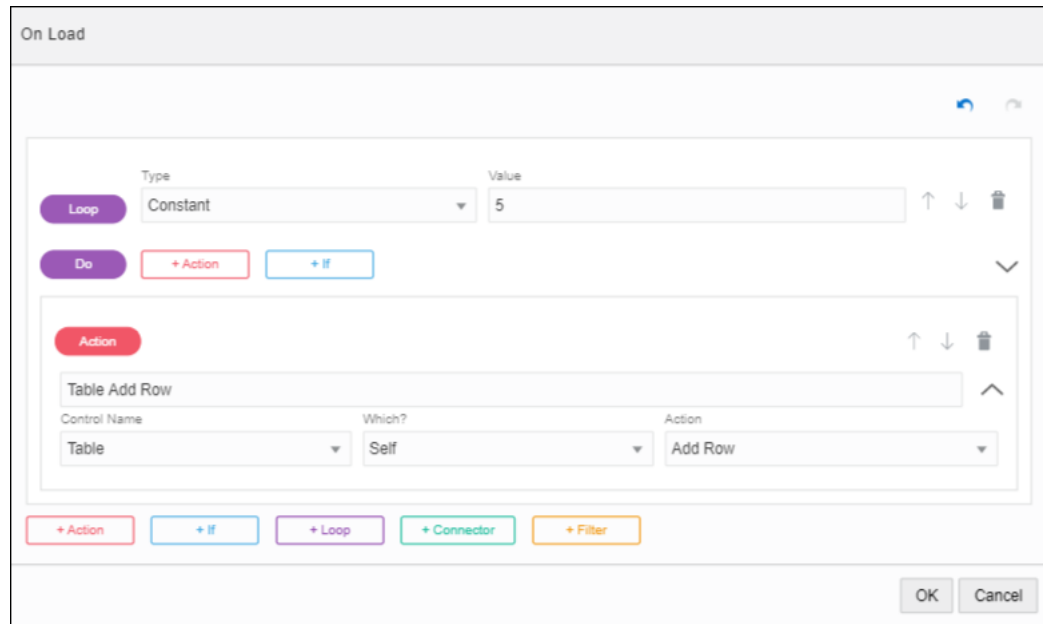 On Load
Type Value
Loop Constant 5
Do + Action + If
Action
Table Add Row
Control Name Which? Action
Table Self Add Row
+ Action + If + Loop + Connector + Filter
OK Cancel